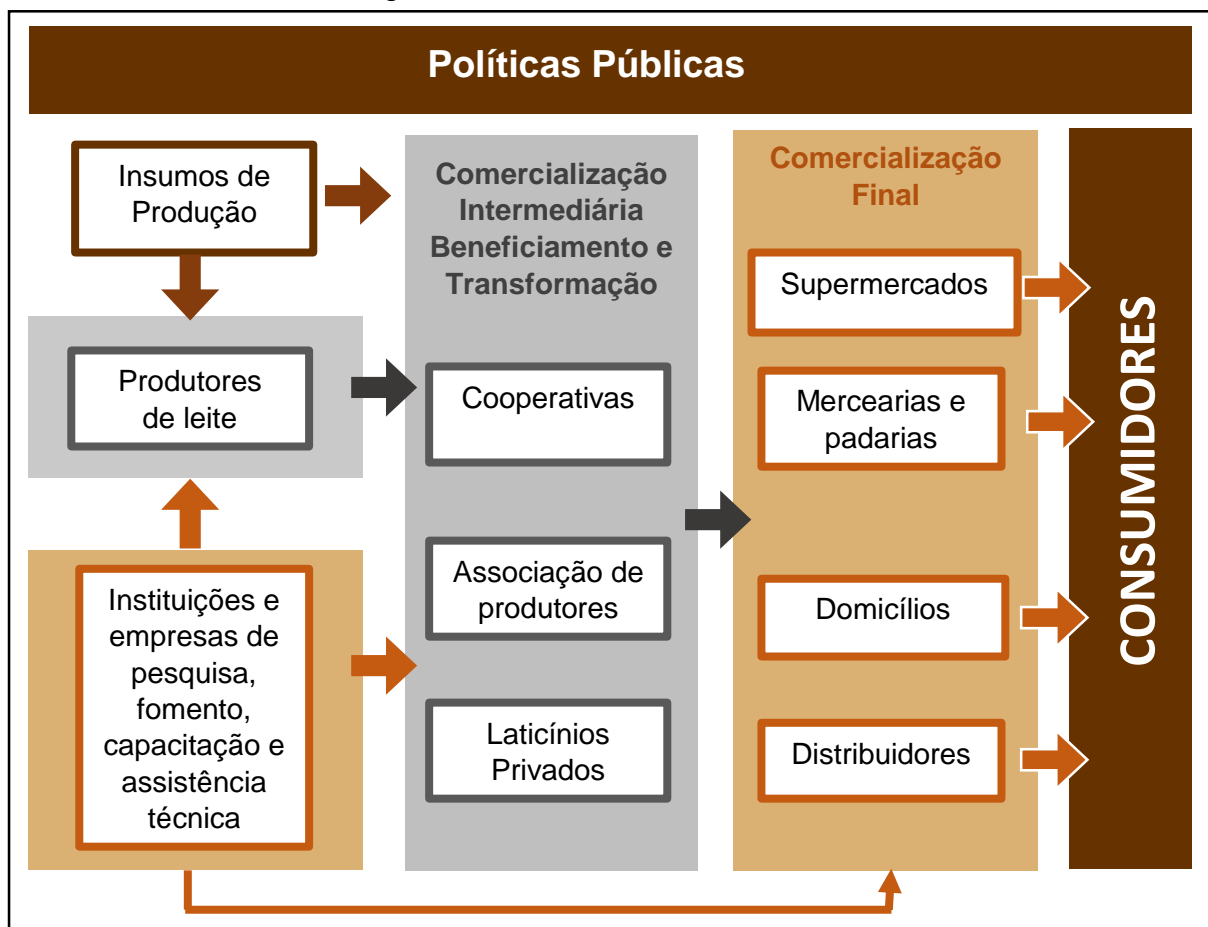 Políticas Públicas
Insumos de
Produção
Produtores
de leite
Instituições e
empresas de
pesquisa,
fomento,
capacitação e
assistência
técnica
Comercialização
Intermediária
Beneficiamento e
Transformação
Cooperativas
Associação de
produtores
Laticínios
Privados
Comercialização
Final
Supermercados
Mercearias e
padarias
Domicílios
Distribuidores
CONSUMIDORES